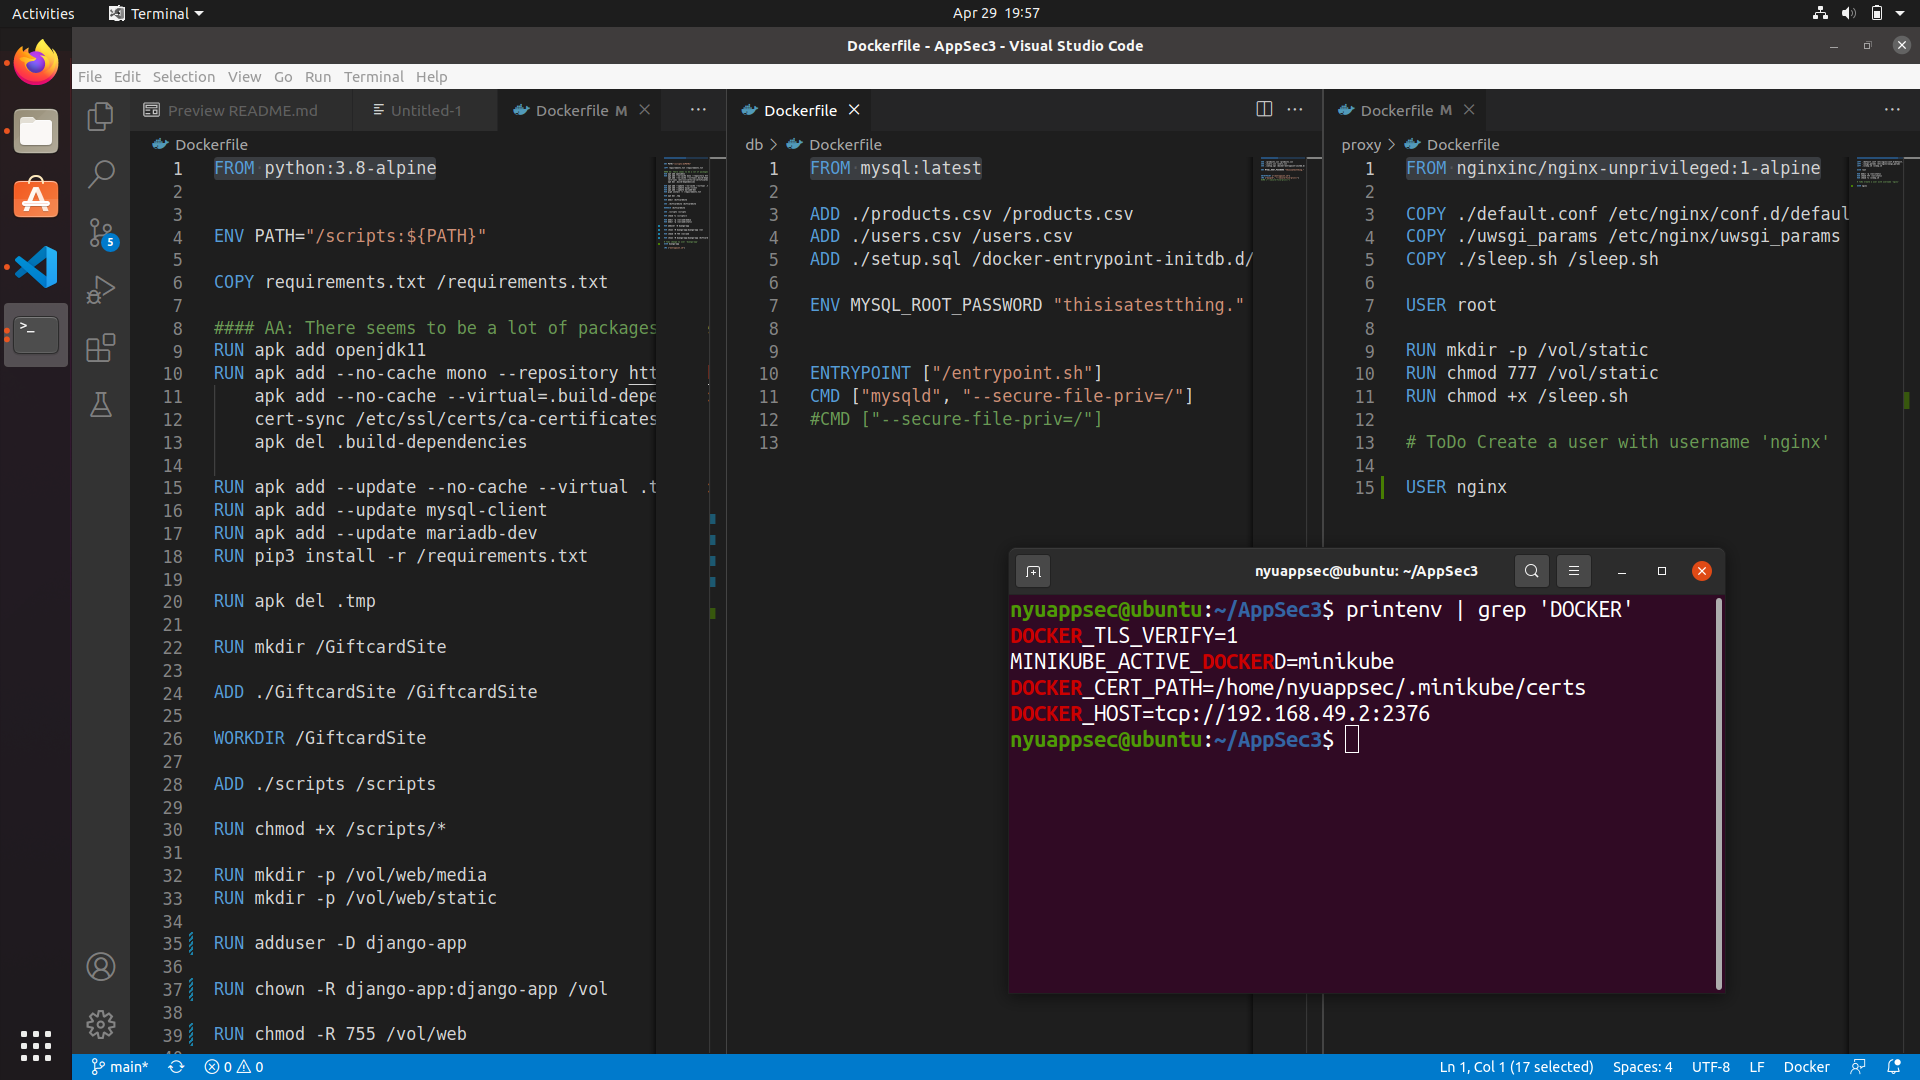 Activities
Terminal
Apr 29 19:57
Dockerfile - AppSec3 - Visual Studio Code
File Edit Selection View Go Run Terminal Help
Preview README.md
Untitled-1
Dockerfile M
Dockerfile
1 FROM python:3.8-alpine
2
3
4 ENV PATH="/scripts:${PATH}"
5
6 COPY requirements.txt /requirements.txt
7
8 #### AA: There seems to be a lot of packages
9 RUN apk add openjdk11
10 RUN apk add --no-cache mono --repository htt
11 apk add --no-cache --virtual=.build-depe
12 cert-sync /etc/ssl/certs/ca-certificates
13 apk del .build-dependencies
14
15 RUN apk add --update --no-cache --virtual .t
16 RUN apk add --update mysql-client
17 RUN apk add --update mariadb-dev
18 RUN pip3 install -r /requirements.txt
19
20 RUN apk del .tmp
21
22 RUN mkdir /GiftcardSite
23
24 ADD ./GiftcardSite /GiftcardSite
25
26 WORKDIR /GiftcardSite
27
28 ADD ./scripts /scripts
29
30 RUN chmod +x /scripts/*
31
32 RUN mkdir -p /vol/web/media
33 RUN mkdir -p /vol/web/static
34
35 RUN adduser -D django-app
36
37 RUN chown -R django-app:django-app /vol
38
39 RUN chmod -R 755 /vol/web
Dockerfile
db > Dockerfile
1 FROM mysql:latest
2
3 ADD ./products.csv /products.csv
4 ADD ./users.csv /users.csv
5 ADD ./setup.sql /docker-entrypoint-initdb.d/
6
7 ENV MYSQL_ROOT_PASSWORD "thisisatestthing."
8
9
10 ENTRYPOINT ["/entrypoint.sh"]
11 CMD ["mysqld", "--secure-file-priv=/"]
12 #CMD ["--secure-file-priv=/"]
13
Dockerfile M
proxy > Dockerfile
1 FROM nginxinc/nginx-unprivileged:1-alpine
2
3 COPY ./default.conf /etc/nginx/conf.d/defaul
4 COPY ./uwsgi_params /etc/nginx/uwsgi_params
5 COPY ./sleep.sh /sleep.sh
6
7 USER root
8
9 RUN mkdir -p /vol/static
10 RUN chmod 777 /vol/static
11 RUN chmod +x /sleep.sh
12
13 # ToDo Create a user with username 'nginx'
14
15 USER nginx
nyuappsec@ubuntu: ~/AppSec3
nyuappsec@ubuntu:~/AppSec3$ printenv | grep 'DOCKER'
DOCKER_TLS_VERIFY=1
MINIKUBE_ACTIVE_DOCKERD=minikube
DOCKER_CERT_PATH=/home/nyuappsec/.minikube/certs
DOCKER_HOST=tcp://192.168.49.2:2376
nyuappsec@ubuntu:~/AppSec3$
5
main* 0 0
Ln 1, Col 1 (17 selected) Spaces: 4 UTF-8 LF Docker